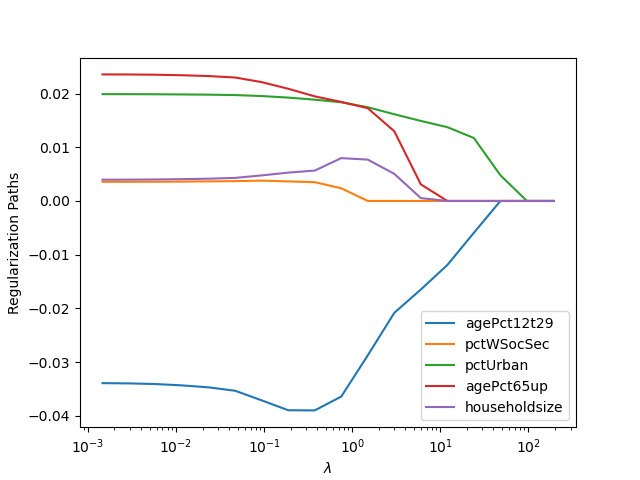 0.02
0.01
0.00
−0.01
−0.02
−0.03
−0.04
Regularization Paths
10⁻³ 10⁻² 10⁻¹ 10⁰ 10¹ 10²
λ
agePct12t29
pctWSocSec
pctUrban
agePct65up
householdsize